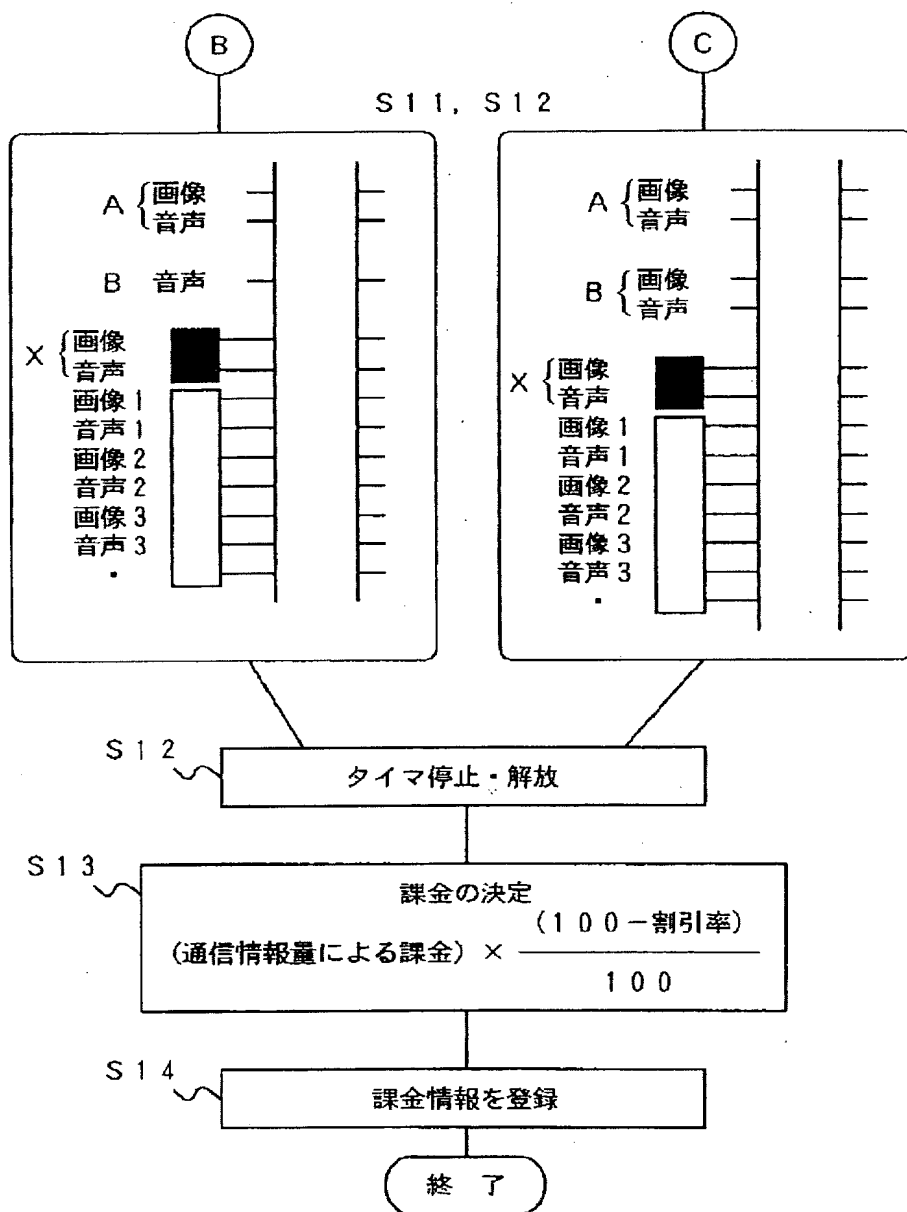 B
C
S11, S12
A {画像
音声
B 音声
X {画像
音声
画像1
音声1
画像2
音声2
画像3
音声3
A {画像
音声
B {画像
音声
X {画像
音声
画像1
音声1
画像2
音声2
画像3
音声3
S12
タイマ停止・解放
S13
課金の決定
(通信情報量による課金) × (100-割引率)
100
S14
課金情報を登録
終了